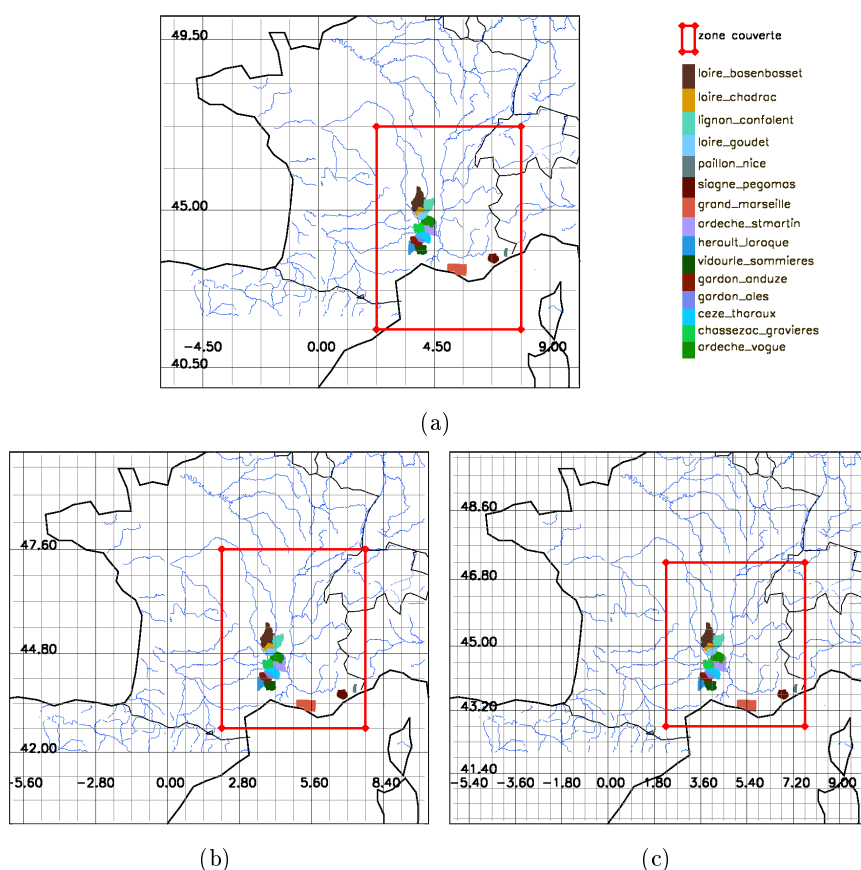 49.50
45.00
-4.50 0.00 4.50 9.00
40.50
zone couverte
loire_basenbasset
loire_chadrac
lignon_confolent
loire_goudet
paillon_nice
siagne_pegomas
grand_marseille
ardeche_stmartin
herault_laroque
vidourle_sommieres
gardon_anduze
gardon_ales
ceze_tharaux
chassezac_gravieres
ardeche_vogue
(a)
47.60
44.80
42.00
-5.60 -2.80 0.00 2.80 5.60 8.40
(b)
48.60
46.80
45.00
43.20
41.40
-5.40 -3.60 -1.80 0.00 1.80 3.60 5.40 7.20 9.00
(c)